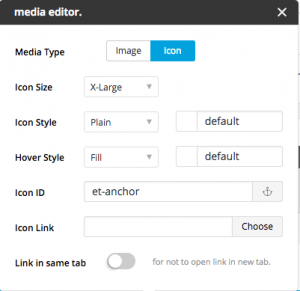 media editor.
Media Type Image Icon
Icon Size X-Large
Icon Style Plain default
Hover Style Fill default
Icon ID et-anchor
Icon Link Choose
Link in same tab for not to open link in new tab.